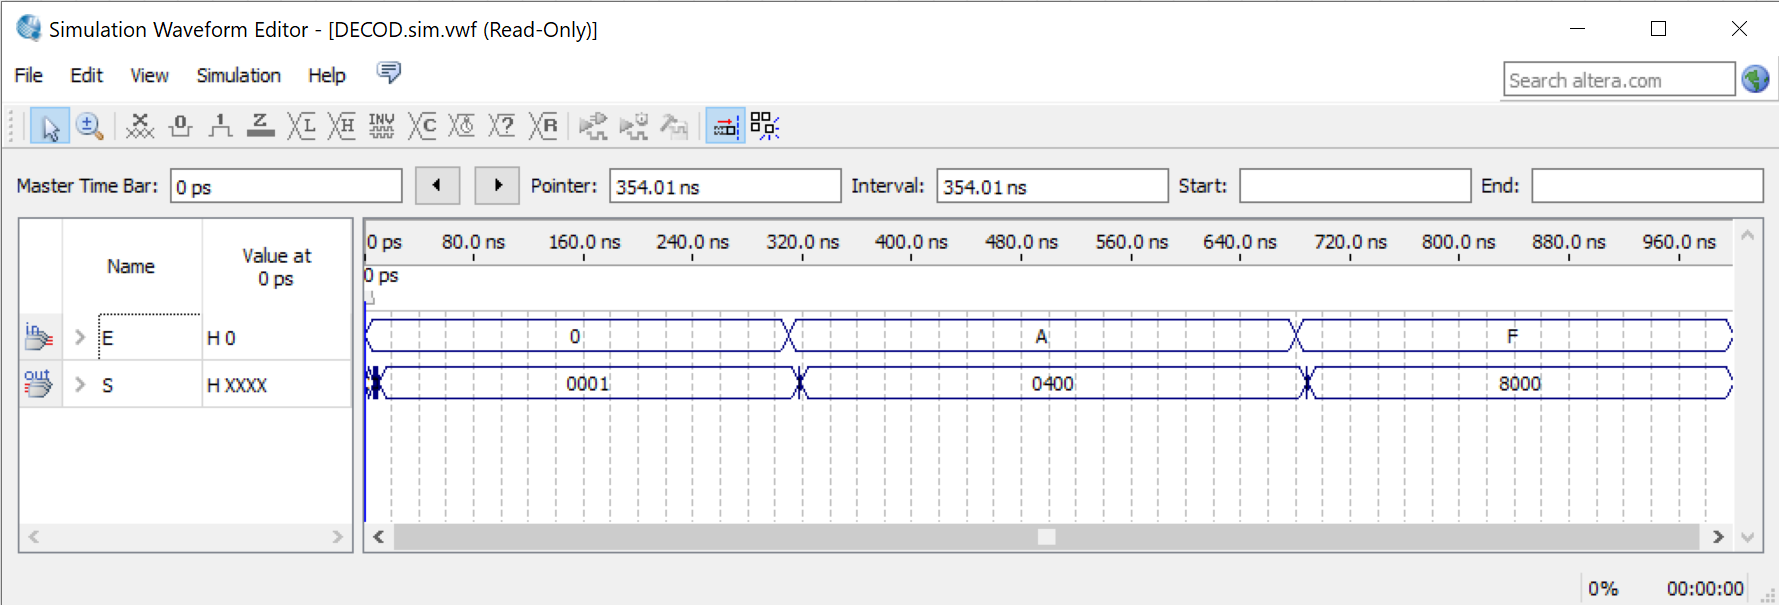 Simulation Waveform Editor - [DECOD.sim.vwf (Read-Only)]
File Edit View Simulation Help
Search altera.com
X 0 1 Z L H INV C ? R
Master Time Bar: 0 ps Pointer: 354.01 ns Interval: 354.01 ns Start: End:
Name
Value at
0 ps
0 ps 80.0 ns 160.0 ns 240.0 ns 320.0 ns 400.0 ns 480.0 ns 560.0 ns 640.0 ns 720.0 ns 800.0 ns 880.0 ns 960.0 ns
0 ps
in E H 0 0 A F
out S H XXXX 0001 0400 8000
0% 00:00:00